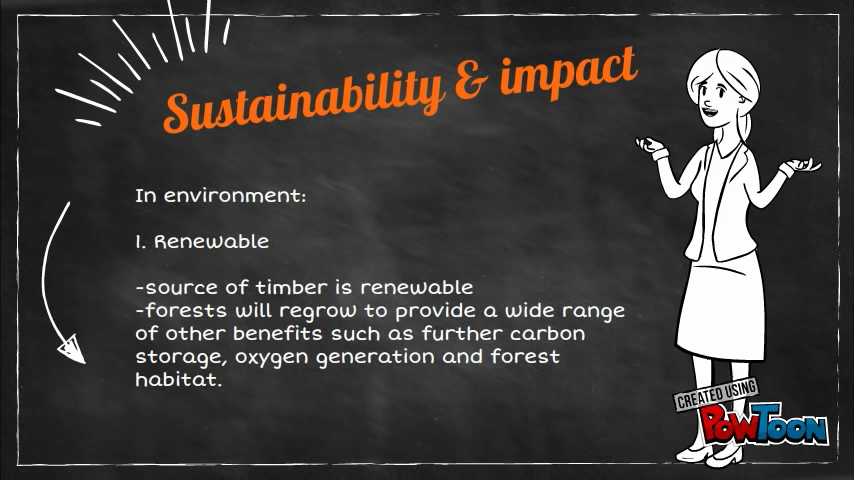 Sustainability & impact
In environment:
1. Renewable
-source of timber is renewable
-forests will regrow to provide a wide range
of other benefits such as further carbon
storage, oxygen generation and forest
habitat.
CREATED USING
POWTOON